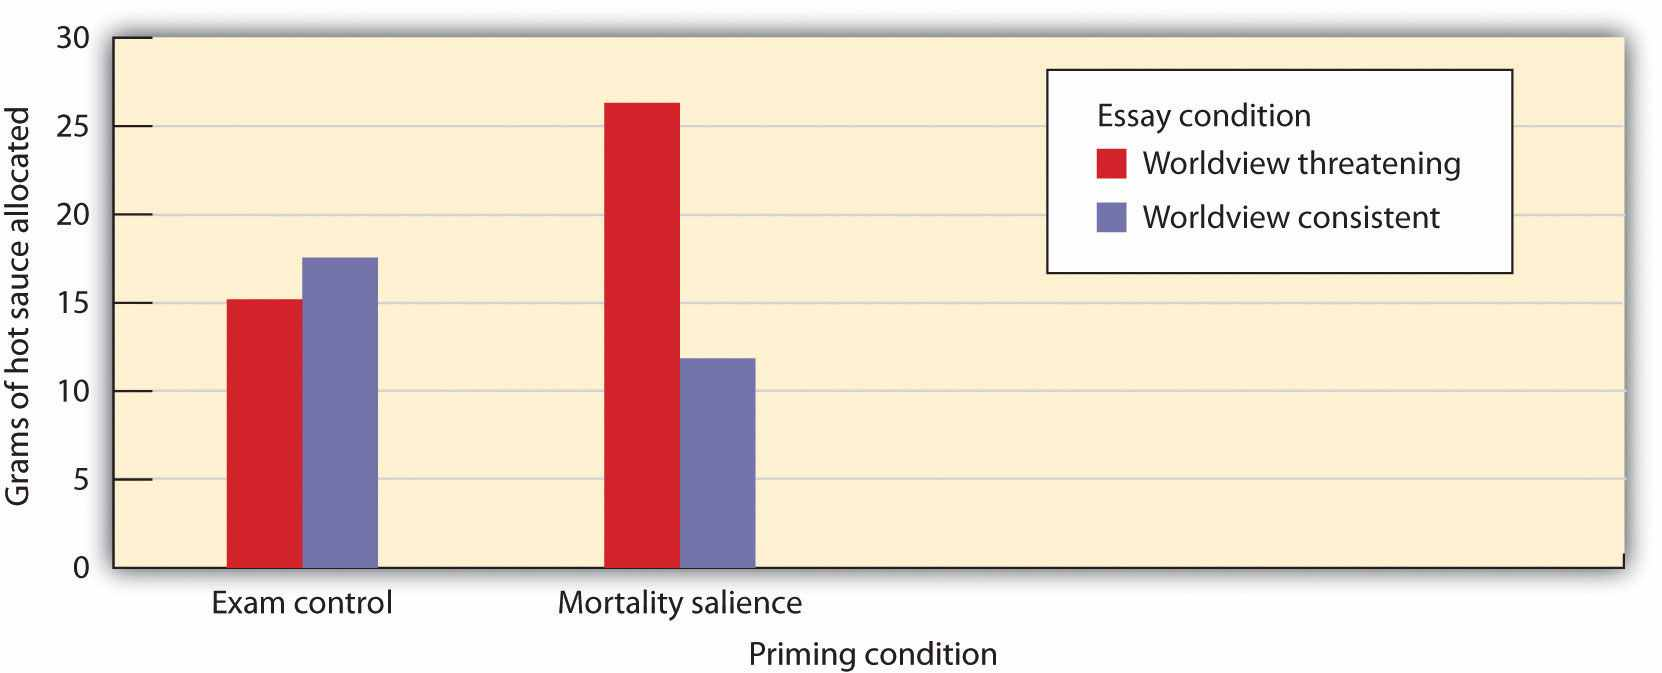 Grams of hot sauce allocated
30
25
20
15
10
5
0
Essay condition
Worldview threatening
Worldview consistent
Exam control
Mortality salience
Priming condition